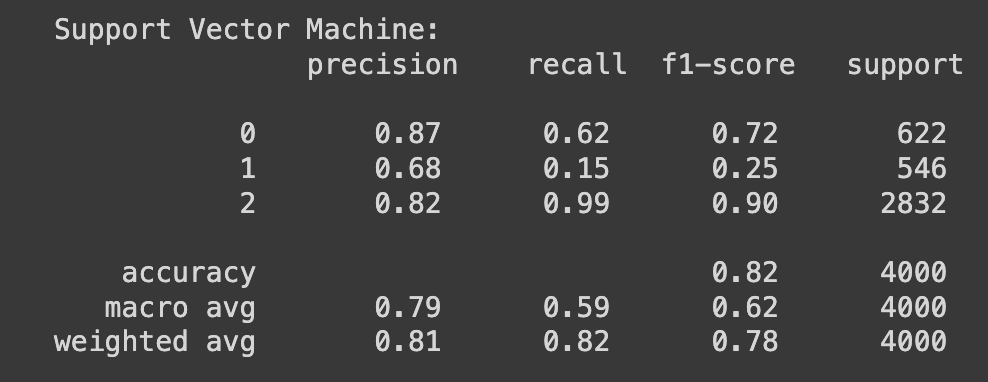 Support Vector Machine:
precision recall f1-score support
0 0.87 0.62 0.72 622
1 0.68 0.15 0.25 546
2 0.82 0.99 0.90 2832
accuracy 0.82 4000
macro avg 0.79 0.59 0.62 4000
weighted avg 0.81 0.82 0.78 4000